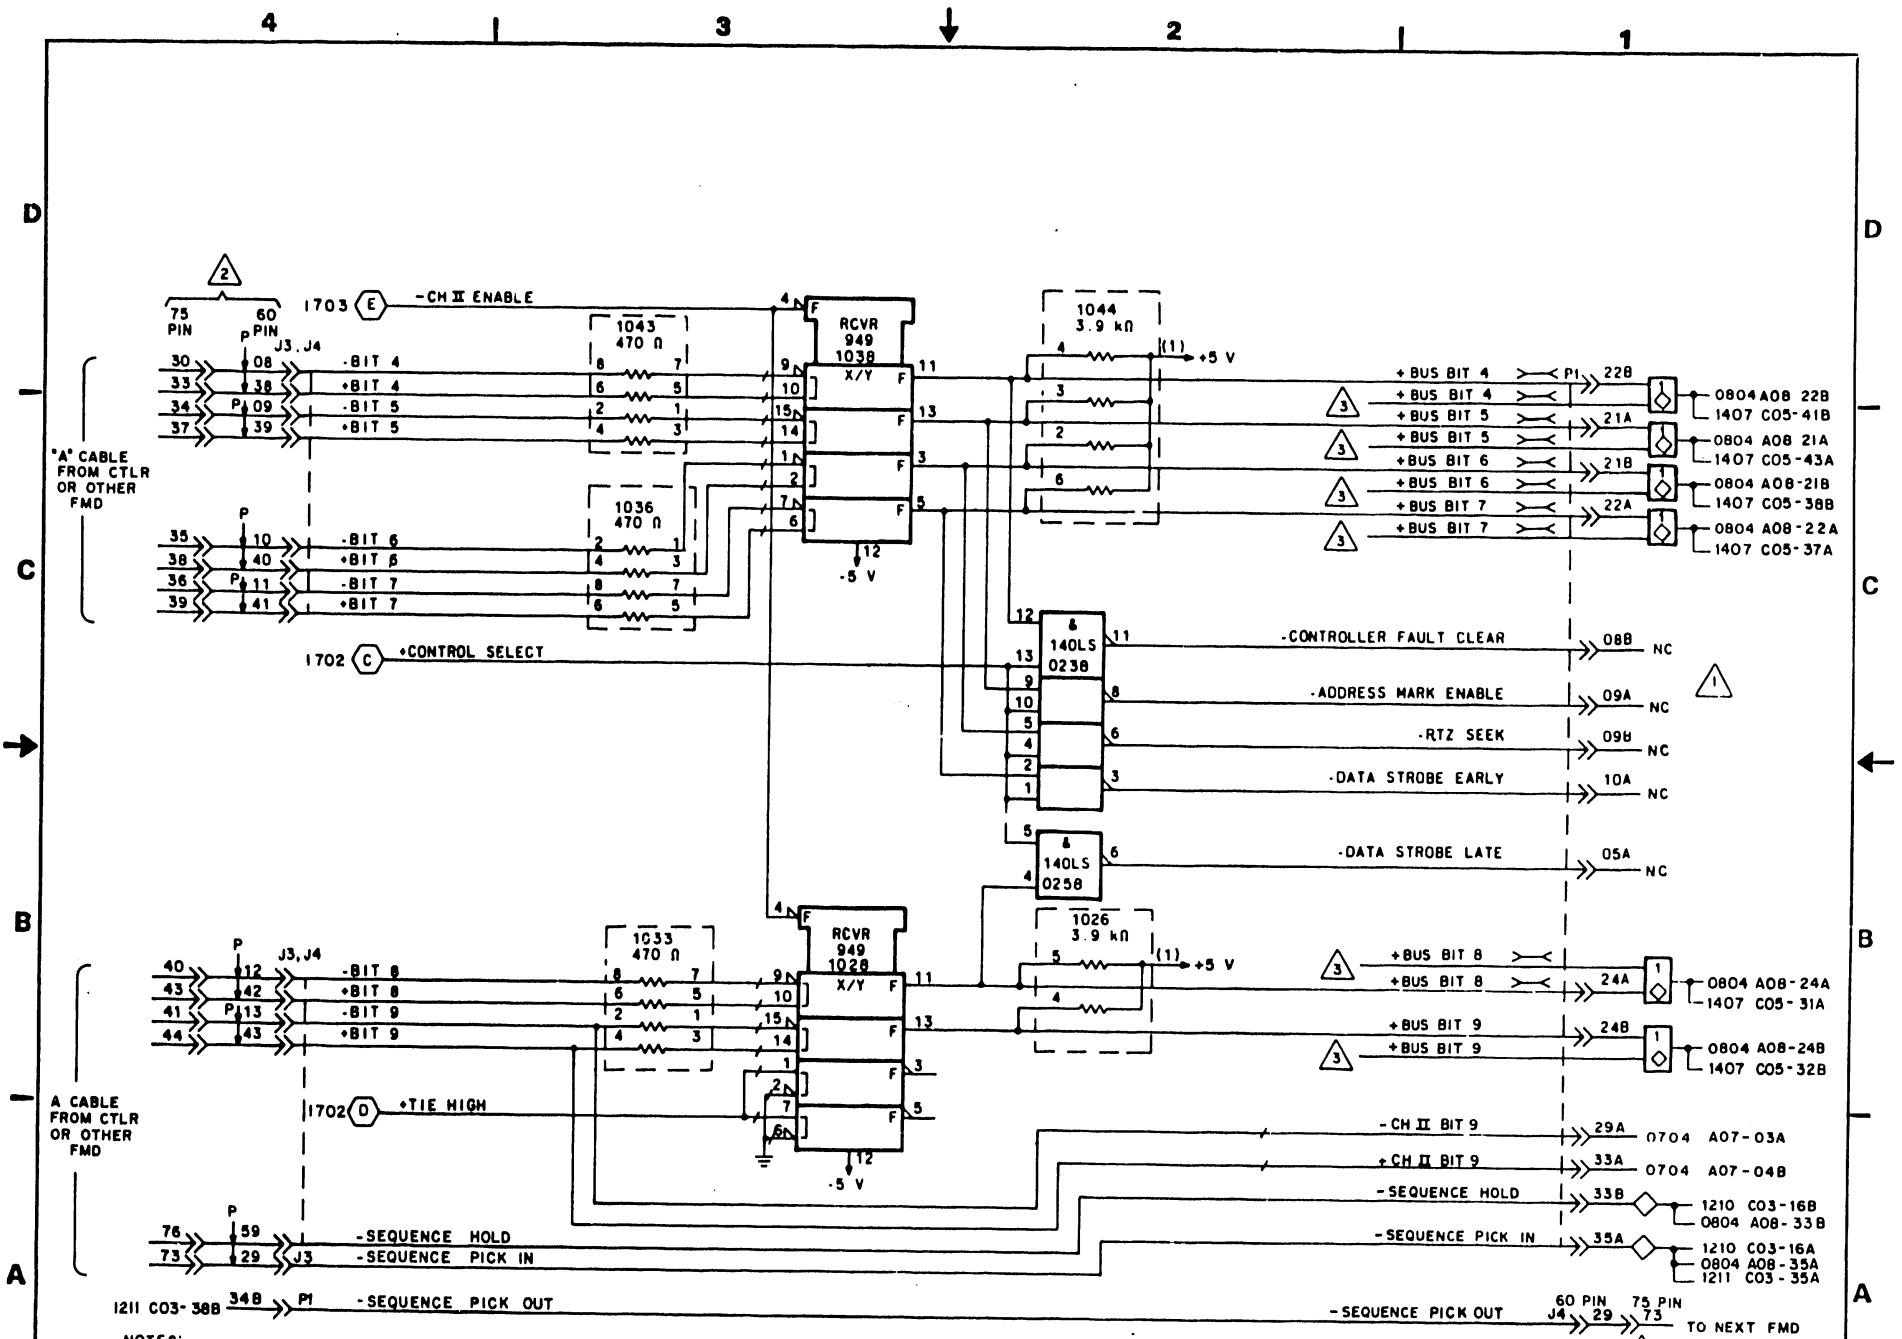 4 3 2 1
D D
2
75 PIN 60 PIN
P
J3,J4
1703 E -CH II ENABLE
30 08 -BIT 4
33 38 +BIT 4
34 P 09 -BIT 5
37 39 +BIT 5
"A" CABLE
FROM CTLR
OR OTHER
FMD
P
35 10 -BIT 6
38 40 +BIT 6
36 P 11 -BIT 7
39 41 +BIT 7
1043
470 Ω
8 7
6 5
2 1
4 3
1036
470 Ω
2 1
4 3
8 7
6 5
4 F
RCVR
949
1038
X/Y
9 F 11
10
15 F 13
14
1 F 3
2
7 F 5
6
12
-5 V
1044
3.9 kΩ
4 (1) +5 V
3
2
6
+BUS BIT 4 P1 22B 1
3 +BUS BIT 4
0804 A08 22B
1407 C05-41B
+BUS BIT 5 21A 1
3 +BUS BIT 5
0804 A08 21A
1407 C05-43A
+BUS BIT 6 21B 1
3 +BUS BIT 6
0804 A08-21B
1407 C05-38B
+BUS BIT 7 22A 1
3 +BUS BIT 7
0804 A08-22A
1407 C05-37A
C C
1702 C +CONTROL SELECT
&
140LS
0238
12 11 -CONTROLLER FAULT CLEAR 08B NC
13
9 8 -ADDRESS MARK ENABLE 09A NC
10
5 6 -RTZ SEEK 09B NC
4
2 3 -DATA STROBE EARLY 10A NC
1
1
&
140LS
0258
5 6 -DATA STROBE LATE 05A NC
4
B B
P
J3,J4
40 12 -BIT 8
43 42 +BIT 8
41 P 13 -BIT 9
44 43 +BIT 9
1033
470 Ω
8 7
6 5
2 1
4 3
4 F
RCVR
949
1028
X/Y
9 F 11
10
15 F 13
14
1 F 3
2
7 F 5
6
12
-5 V
1026
3.9 kΩ
5 (1) +5 V
4
3 +BUS BIT 8
+BUS BIT 8 24A 1
0804 A08-24A
1407 C05-31A
+BUS BIT 9 24B 1
3 +BUS BIT 9
0804 A08-24B
1407 C05-32B
A CABLE
FROM CTLR
OR OTHER
FMD
1702 D +TIE HIGH
-CH II BIT 9 29A 0704 A07-03A
+CH II BIT 9 33A 0704 A07-04B
-SEQUENCE HOLD 33B 1210 C03-16B
0804 A08-33B
-SEQUENCE PICK IN 35A 1210 C03-16A
0804 A08-35A
1211 C03-35A
P
76 59 -SEQUENCE HOLD
73 29 J3 -SEQUENCE PICK IN
A A
1211 C03-38B 34B P1 -SEQUENCE PICK OUT
60 PIN 75 PIN
-SEQUENCE PICK OUT J4 29 73 TO NEXT FMD
NOTES: